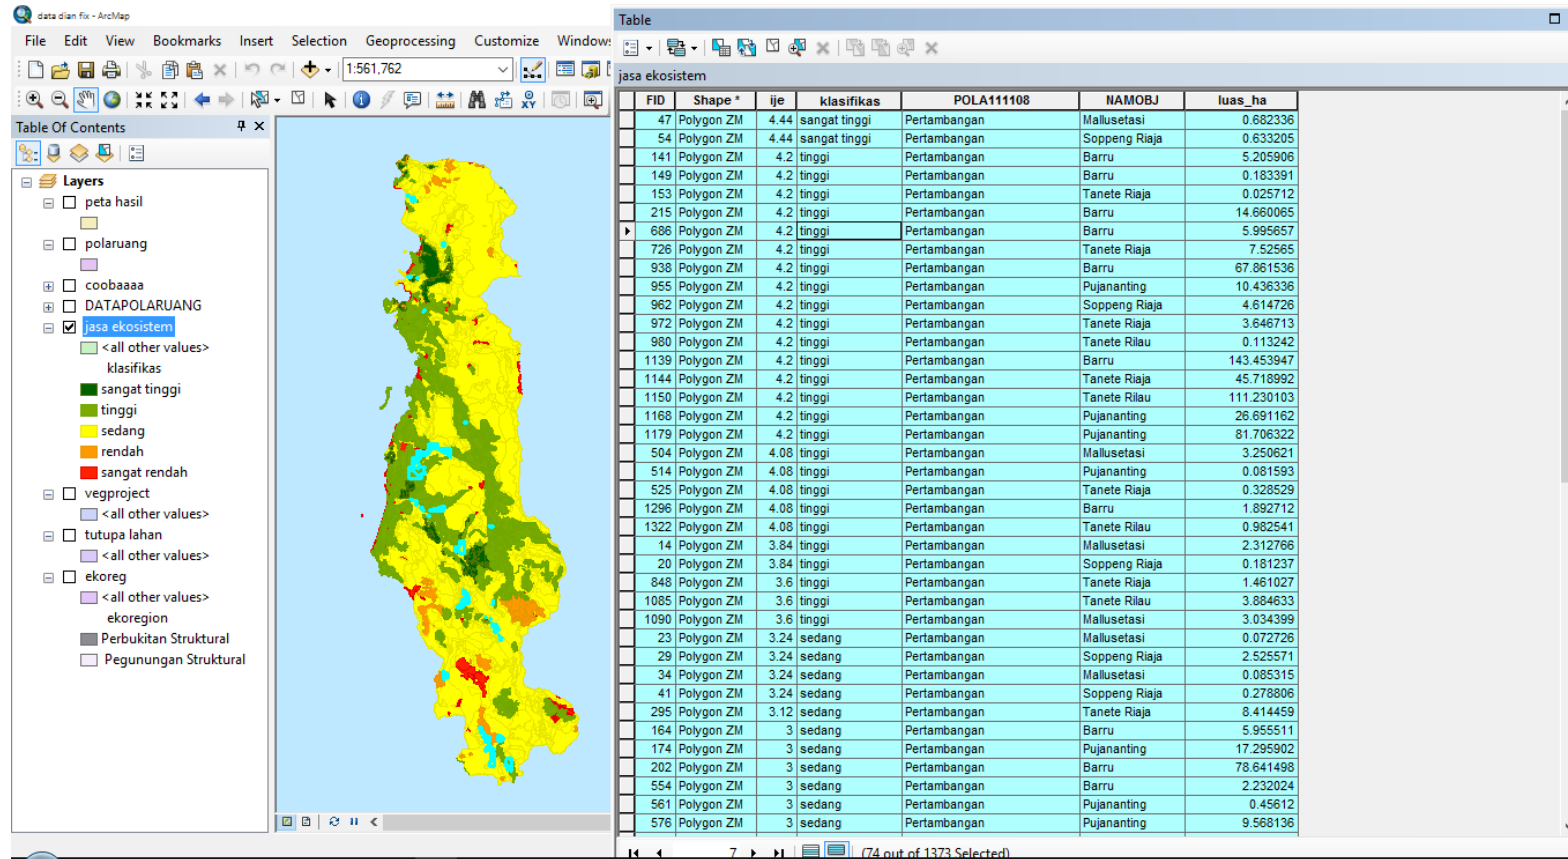 data dian fix - ArcMap
File Edit View Bookmarks Insert Selection Geoprocessing Customize Windows
1:561,762
XY
Table Of Contents
Layers
peta hasil
polaruang
coobaaaa
DATAPOLARUANG
jasa ekosistem
<all other values>
klasifikas
sangat tinggi
tinggi
sedang
rendah
sangat rendah
vegproject
<all other values>
tutupa lahan
<all other values>
ekoreg
<all other values>
ekoregion
Perbukitan Struktural
Pegunungan Struktural
Table
jasa ekosistem
FID Shape * ije klasifikas POLA111108 NAMOBJ luas_ha
47 Polygon ZM 4.44 sangat tinggi Pertambangan Mallusetasi 0.682336
54 Polygon ZM 4.44 sangat tinggi Pertambangan Soppeng Riaja 0.633205
141 Polygon ZM 4.2 tinggi Pertambangan Barru 5.205906
149 Polygon ZM 4.2 tinggi Pertambangan Barru 0.183391
153 Polygon ZM 4.2 tinggi Pertambangan Tanete Riaja 0.025712
215 Polygon ZM 4.2 tinggi Pertambangan Barru 14.660065
686 Polygon ZM 4.2 tinggi Pertambangan Barru 5.995657
726 Polygon ZM 4.2 tinggi Pertambangan Tanete Riaja 7.52565
938 Polygon ZM 4.2 tinggi Pertambangan Barru 67.861536
955 Polygon ZM 4.2 tinggi Pertambangan Pujananting 10.436336
962 Polygon ZM 4.2 tinggi Pertambangan Soppeng Riaja 4.614726
972 Polygon ZM 4.2 tinggi Pertambangan Tanete Riaja 3.646713
980 Polygon ZM 4.2 tinggi Pertambangan Tanete Rilau 0.113242
1139 Polygon ZM 4.2 tinggi Pertambangan Barru 143.453947
1144 Polygon ZM 4.2 tinggi Pertambangan Tanete Riaja 45.718992
1150 Polygon ZM 4.2 tinggi Pertambangan Tanete Rilau 111.230103
1168 Polygon ZM 4.2 tinggi Pertambangan Pujananting 26.691162
1179 Polygon ZM 4.2 tinggi Pertambangan Pujananting 81.706322
504 Polygon ZM 4.08 tinggi Pertambangan Mallusetasi 3.250621
514 Polygon ZM 4.08 tinggi Pertambangan Pujananting 0.081593
525 Polygon ZM 4.08 tinggi Pertambangan Tanete Riaja 0.328529
1296 Polygon ZM 4.08 tinggi Pertambangan Barru 1.892712
1322 Polygon ZM 4.08 tinggi Pertambangan Tanete Rilau 0.982541
14 Polygon ZM 3.84 tinggi Pertambangan Mallusetasi 2.312766
20 Polygon ZM 3.84 tinggi Pertambangan Soppeng Riaja 0.181237
848 Polygon ZM 3.6 tinggi Pertambangan Tanete Riaja 1.461027
1085 Polygon ZM 3.6 tinggi Pertambangan Tanete Rilau 3.884633
1090 Polygon ZM 3.6 tinggi Pertambangan Mallusetasi 3.034399
23 Polygon ZM 3.24 sedang Pertambangan Mallusetasi 0.072726
29 Polygon ZM 3.24 sedang Pertambangan Soppeng Riaja 2.525571
34 Polygon ZM 3.24 sedang Pertambangan Mallusetasi 0.085315
41 Polygon ZM 3.24 sedang Pertambangan Soppeng Riaja 0.278806
295 Polygon ZM 3.12 sedang Pertambangan Tanete Riaja 8.414459
164 Polygon ZM 3 sedang Pertambangan Barru 5.955511
174 Polygon ZM 3 sedang Pertambangan Pujananting 17.295902
202 Polygon ZM 3 sedang Pertambangan Barru 78.641498
554 Polygon ZM 3 sedang Pertambangan Barru 2.232024
561 Polygon ZM 3 sedang Pertambangan Pujananting 0.45612
576 Polygon ZM 3 sedang Pertambangan Pujananting 9.568136
7 (74 out of 1373 Selected)